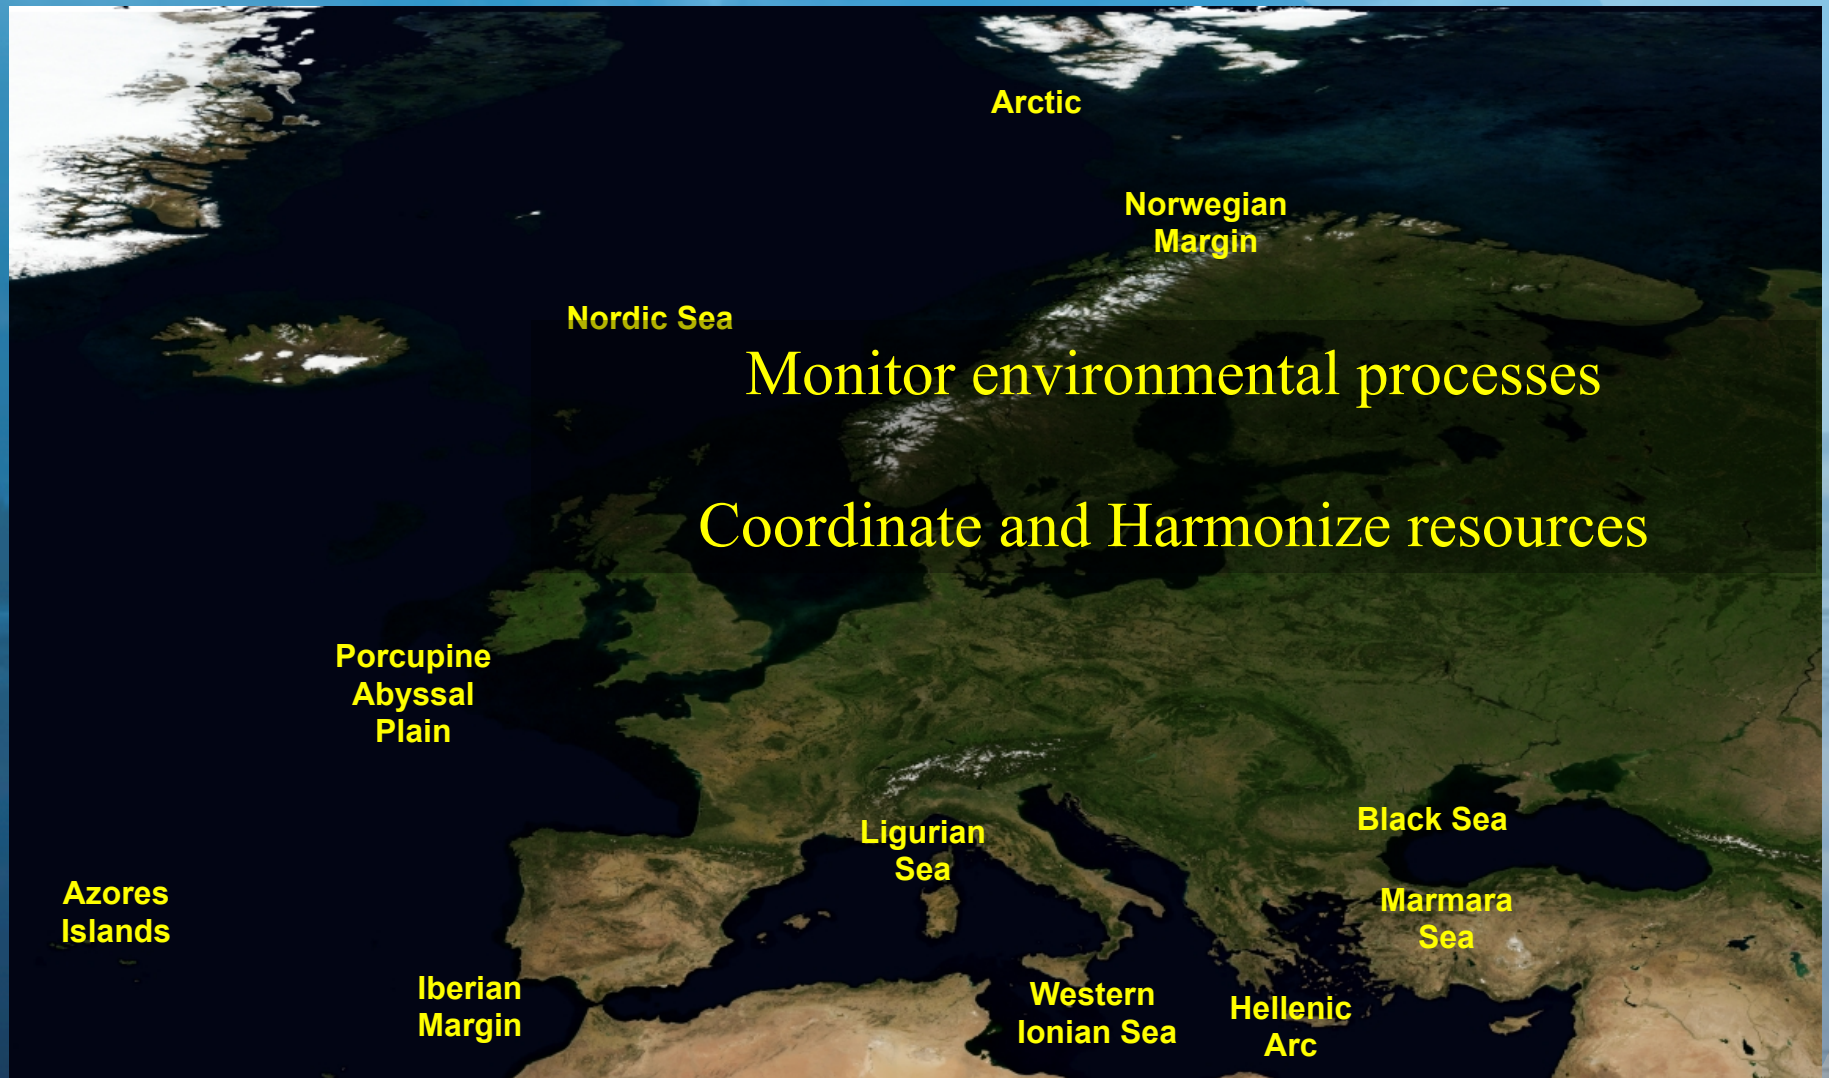 Arctic
Norwegian
Margin
Nordic Sea
Monitor environmental processes
Coordinate and Harmonize resources
Porcupine
Abyssal
Plain
Black Sea
Ligurian
Sea
Azores
Islands
Marmara
Sea
Iberian
Margin
Western
Ionian Sea
Hellenic
Arc